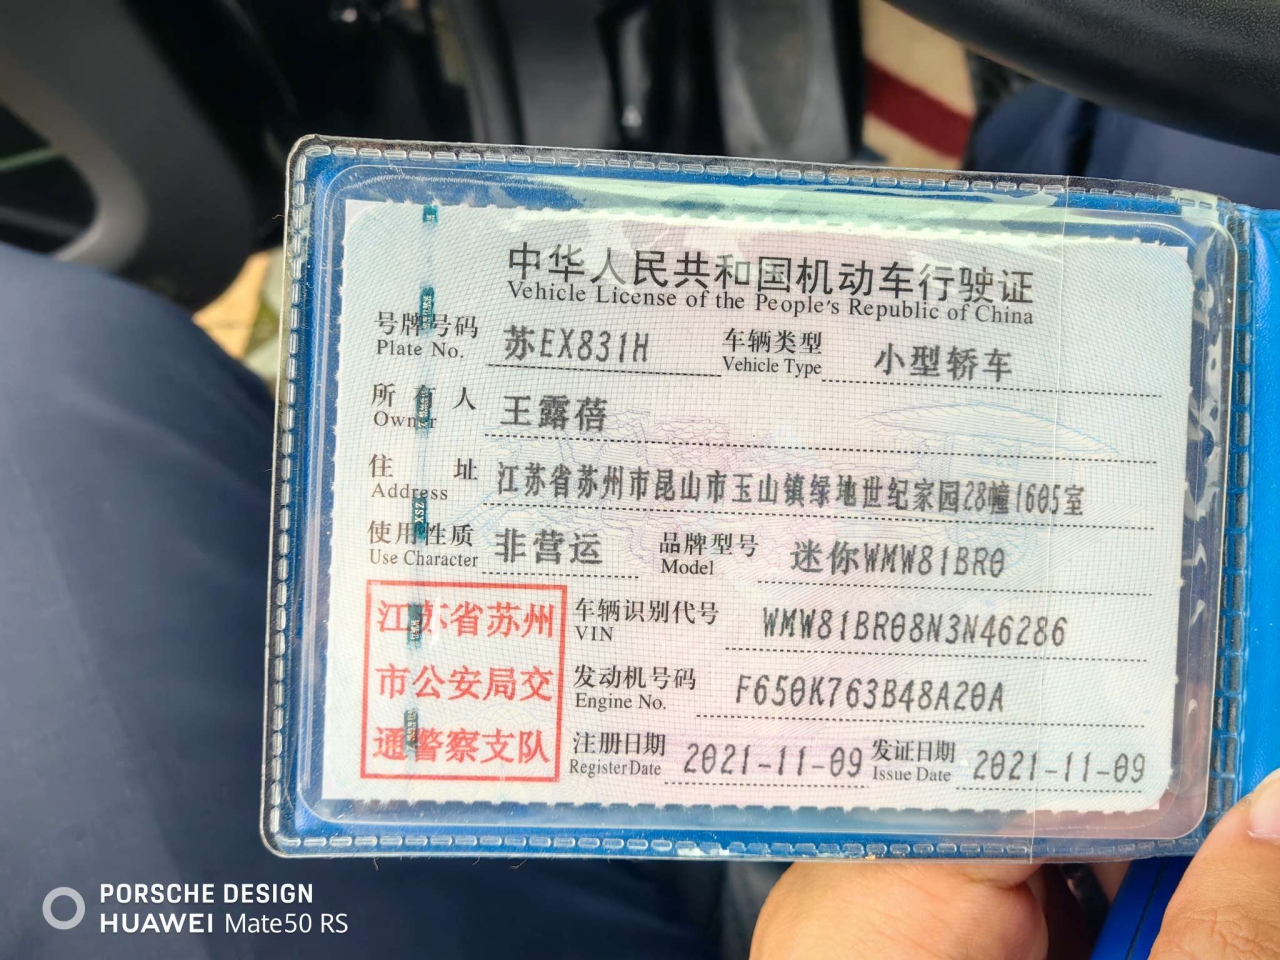 中华人民共和国机动车行驶证
Vehicle License of the People's Republic of China
号牌号码 苏EX831H 车辆类型 小型轿车
Plate No. Vehicle Type
所有人 王露蓓
Owner
住址 江苏省苏州市昆山市玉山镇绿地世纪家园28幢1605室
Address
使用性质 非营运 品牌型号 迷你WMW81BR0
Use Character Model
江苏省苏州
市公安局交
通警察支队
车辆识别代号 WMW81BR08N3N46286
VIN
发动机号码 F650K763B48A20A
Engine No.
注册日期 2021-11-09 发证日期 2021-11-09
Register Date Issue Date
XSZ
PORSCHE DESIGN
HUAWEI Mate50 RS